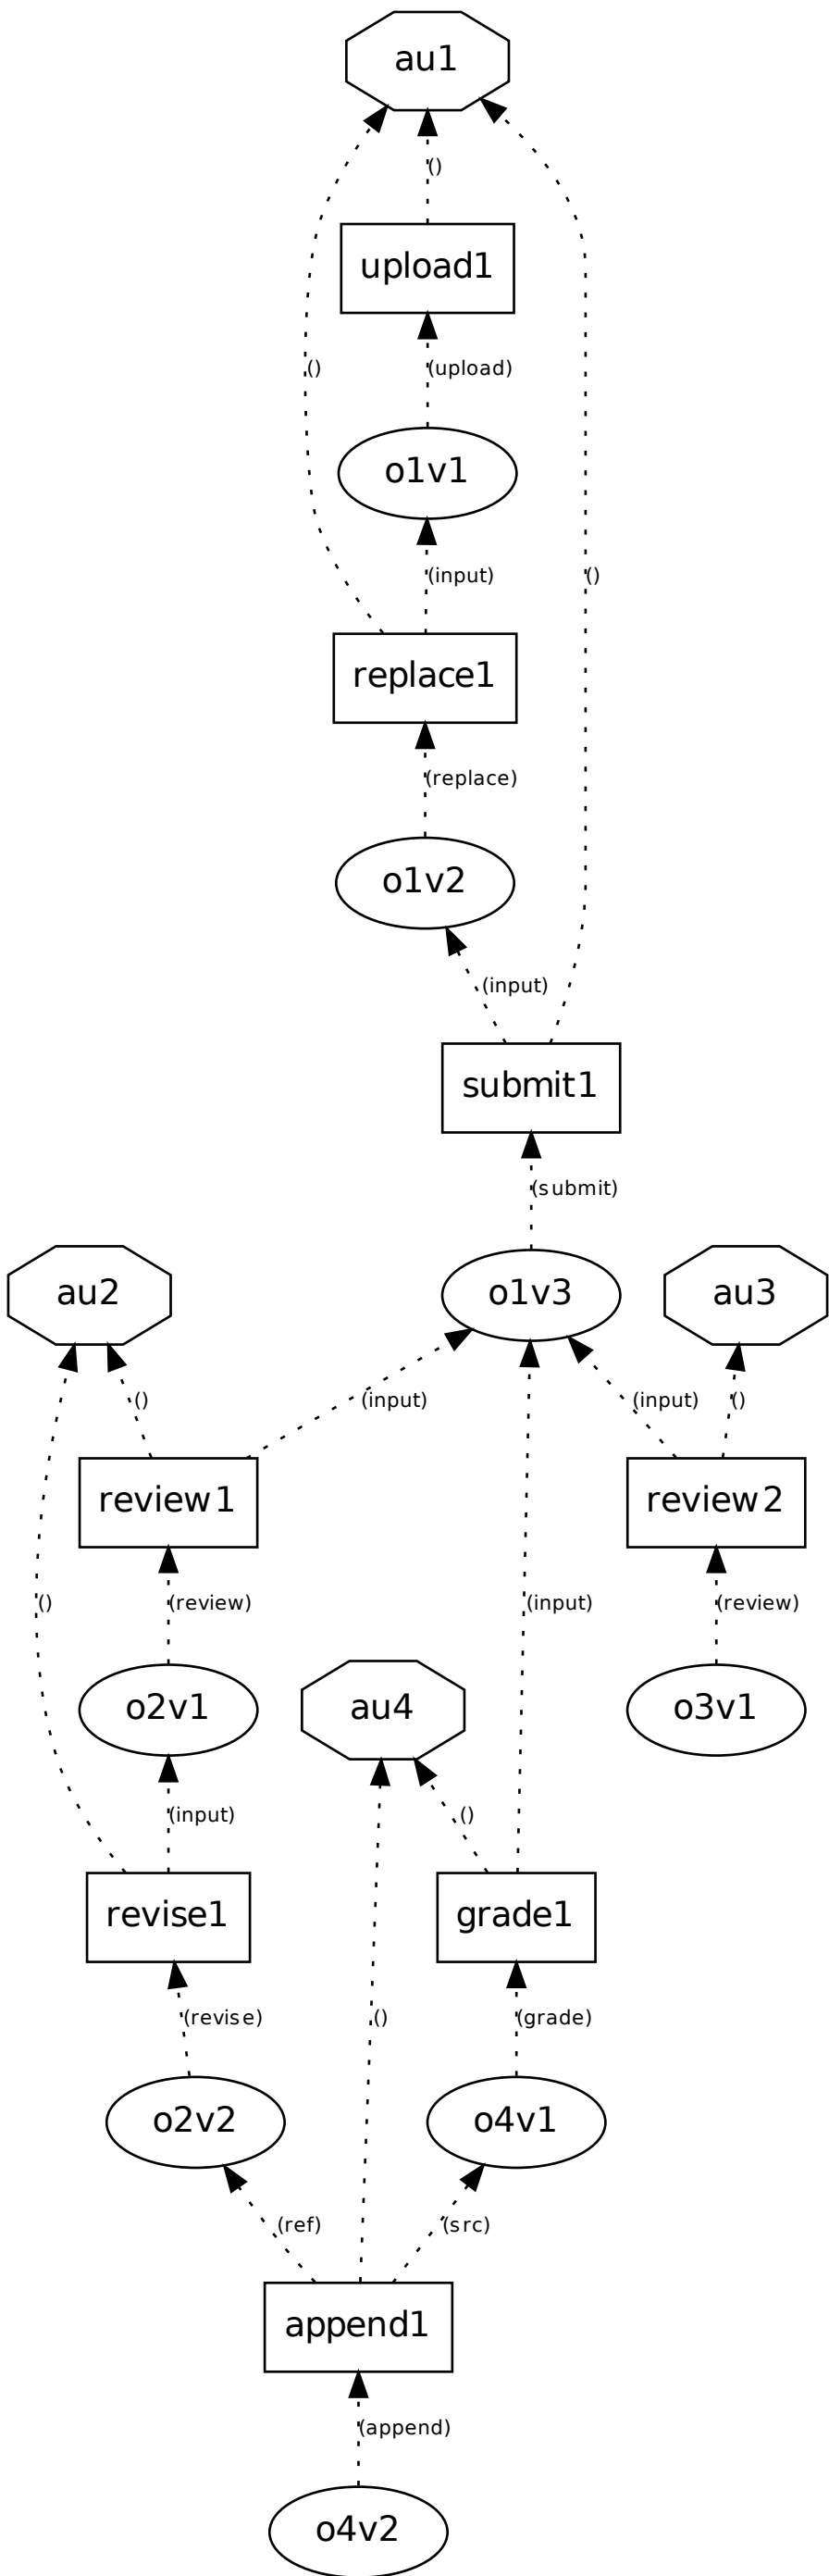 au1
()
upload1
()
(upload)
o1v1
(input)
()
replace1
(replace)
o1v2
(input)
submit1
(submit)
au2
o1v3
au3
()
(input)
(input)
()
review1
review2
()
(review)
(input)
(review)
o2v1
au4
o3v1
(input)
()
revise1
grade1
(revise)
()
(grade)
o2v2
o4v1
(ref)
(src)
append1
(append)
o4v2